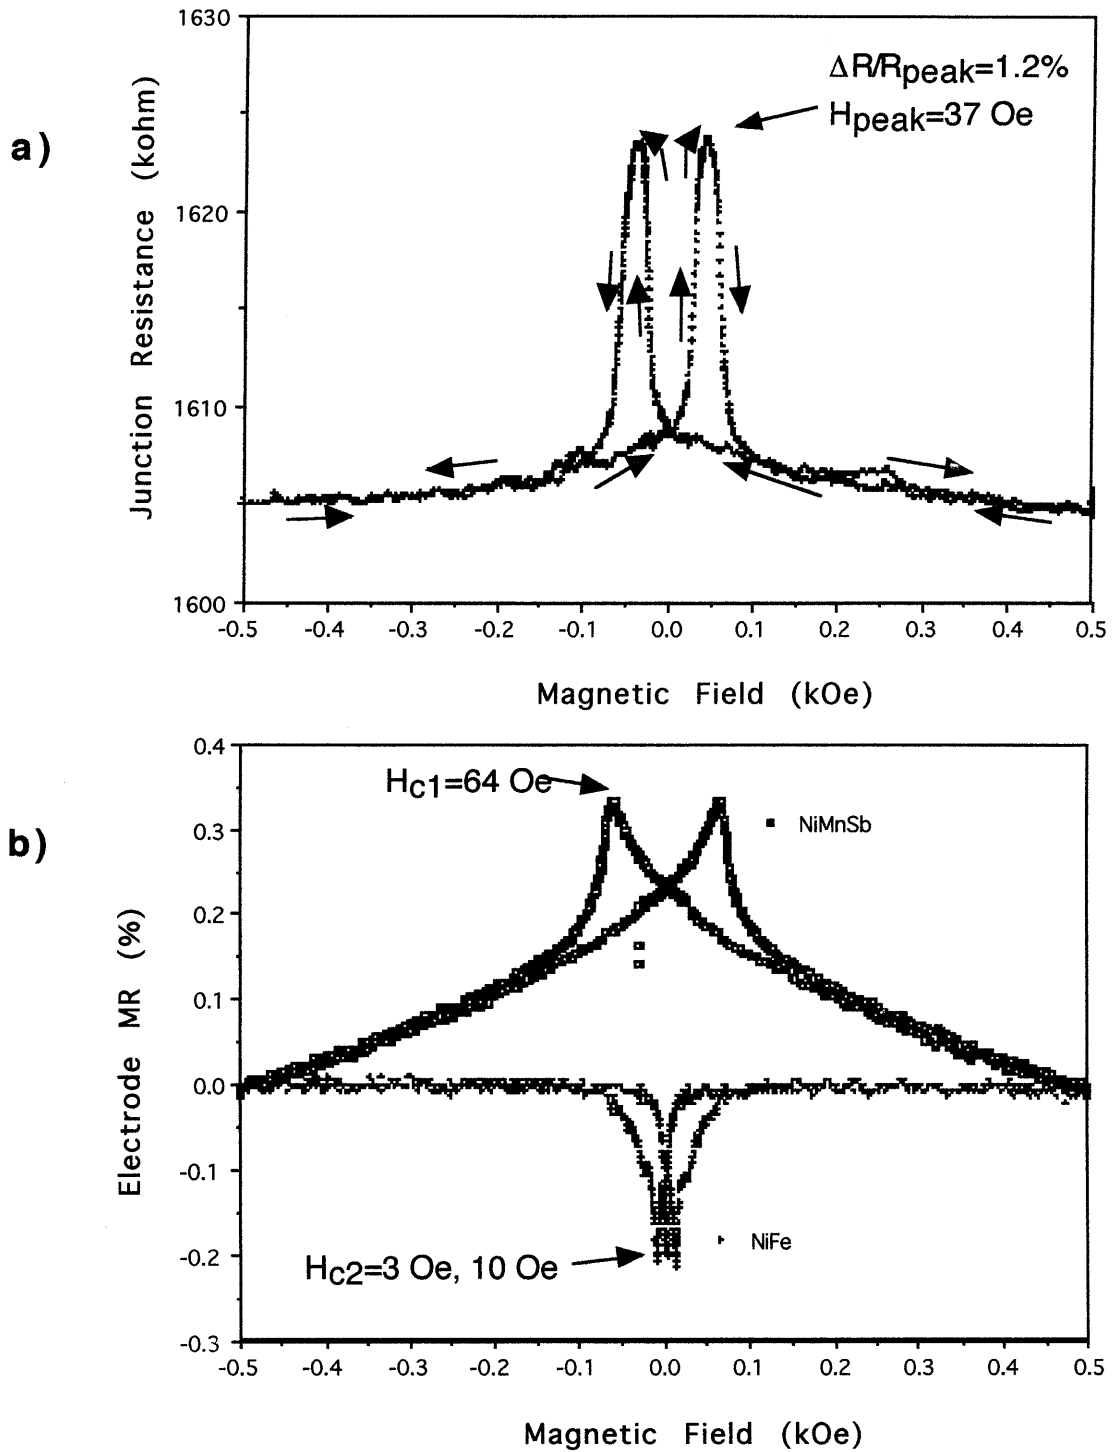 a)
1630
1620
1610
1600
Junction Resistance (kohm)
ΔR/Rpeak=1.2%
Hpeak=37 Oe
-0.5 -0.4 -0.3 -0.2 -0.1 0.0 0.1 0.2 0.3 0.4 0.5
Magnetic Field (kOe)
b)
0.4
0.3
0.2
0.1
0.0
-0.1
-0.2
-0.3
Electrode MR (%)
Hc1=64 Oe
NiMnSb
NiFe
Hc2=3 Oe, 10 Oe
-0.5 -0.4 -0.3 -0.2 -0.1 0.0 0.1 0.2 0.3 0.4 0.5
Magnetic Field (kOe)